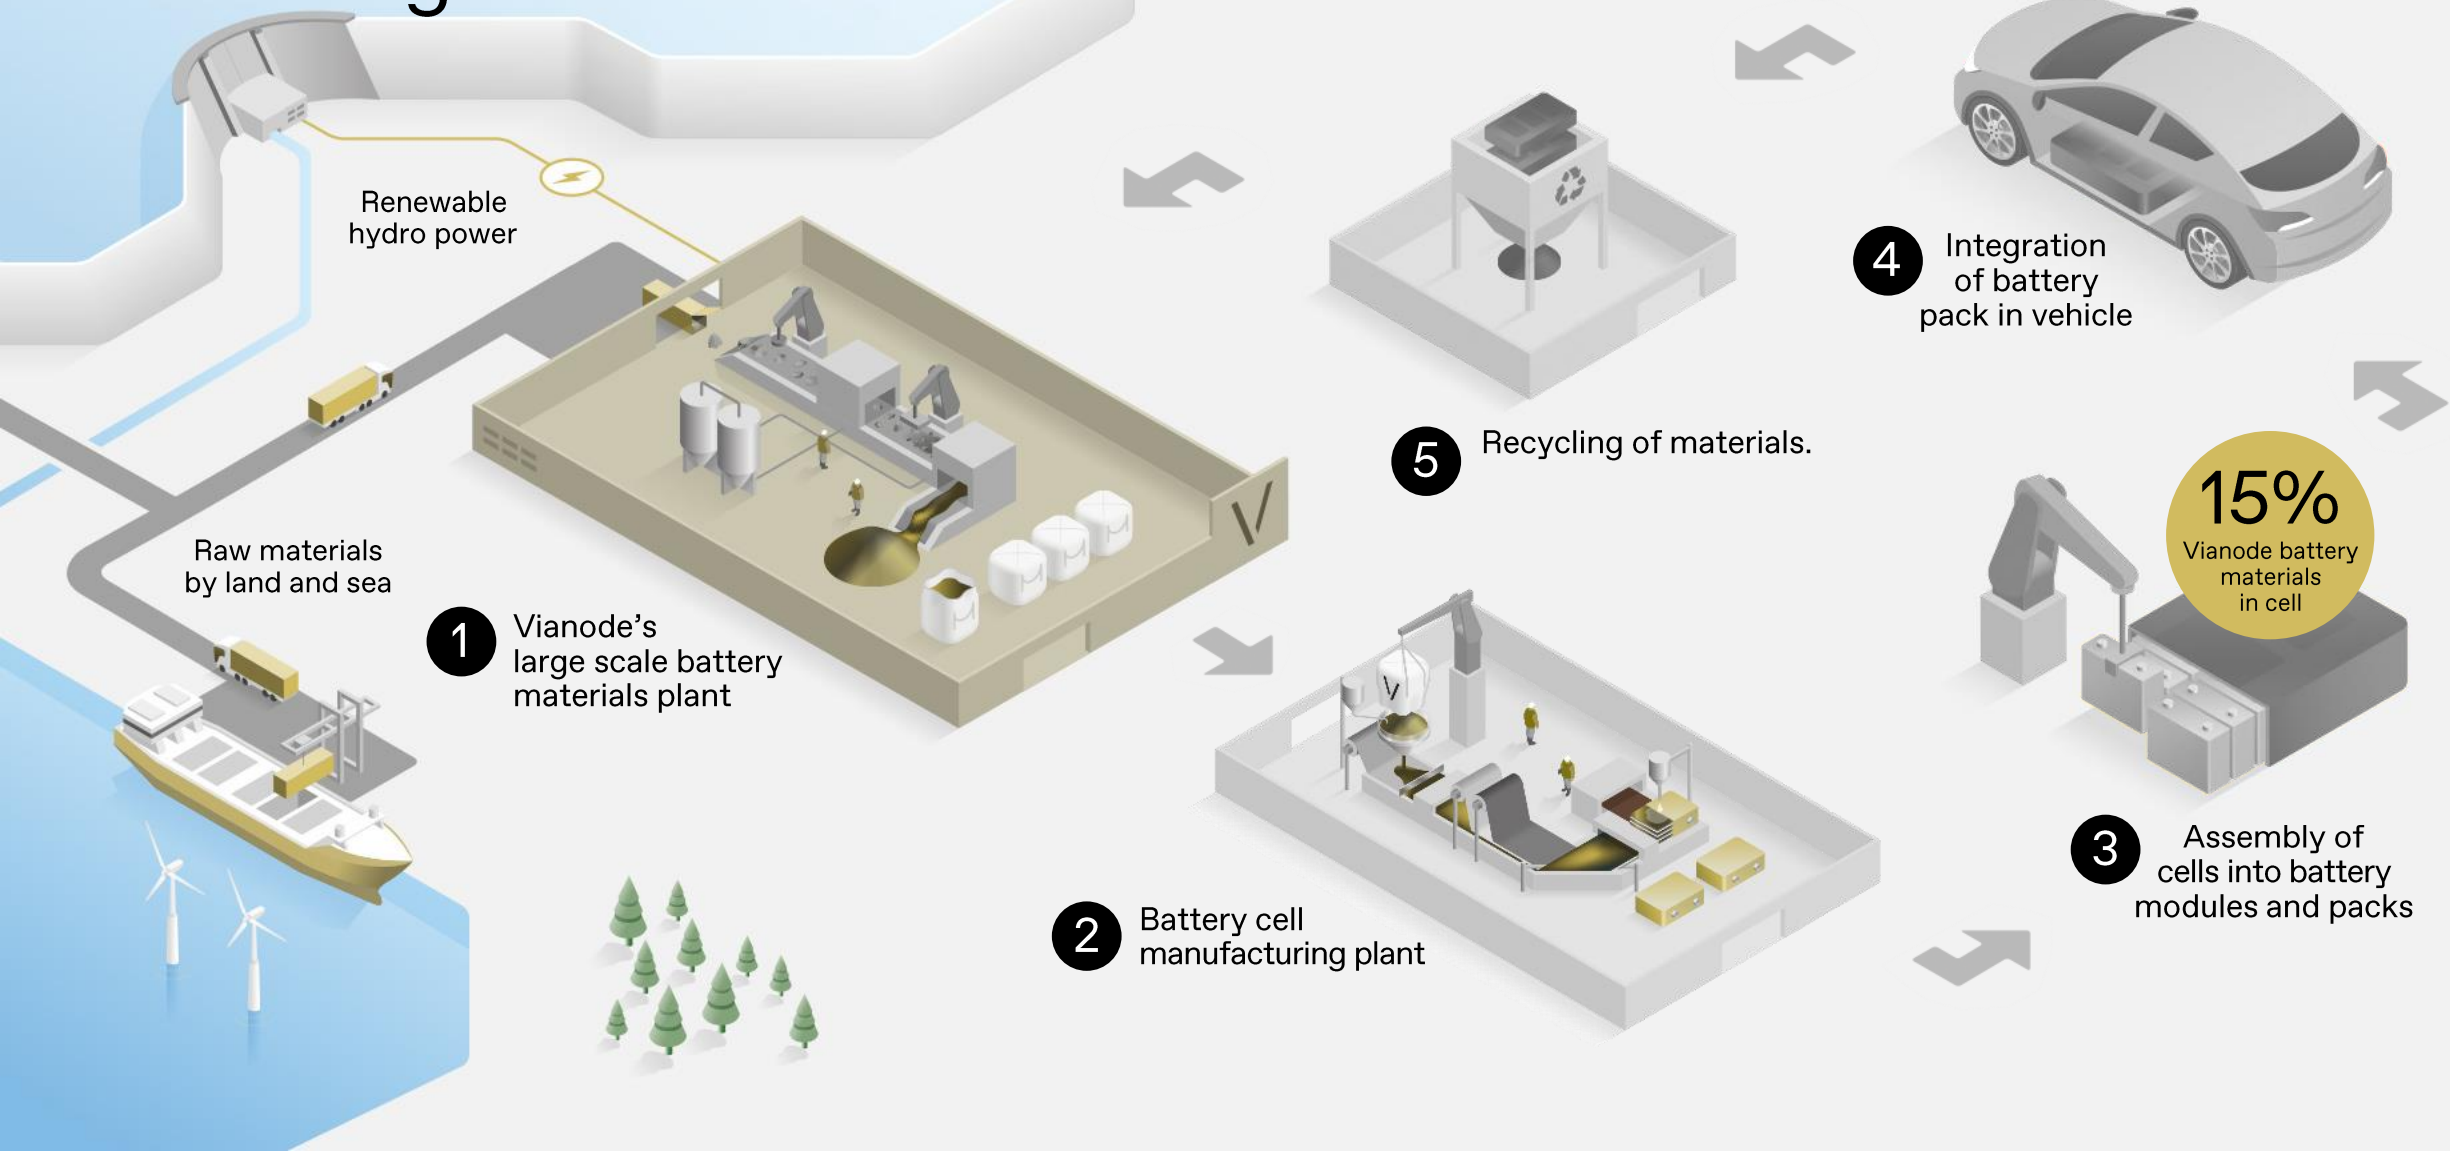 Renewable
hydro power
Raw materials
by land and sea
1
Vianode’s
large scale battery
materials plant
V
2
Battery cell
manufacturing plant
V
3
Assembly of
cells into battery
modules and packs
15%
Vianode battery
materials
in cell
4
Integration
of battery
pack in vehicle
5
Recycling of materials.